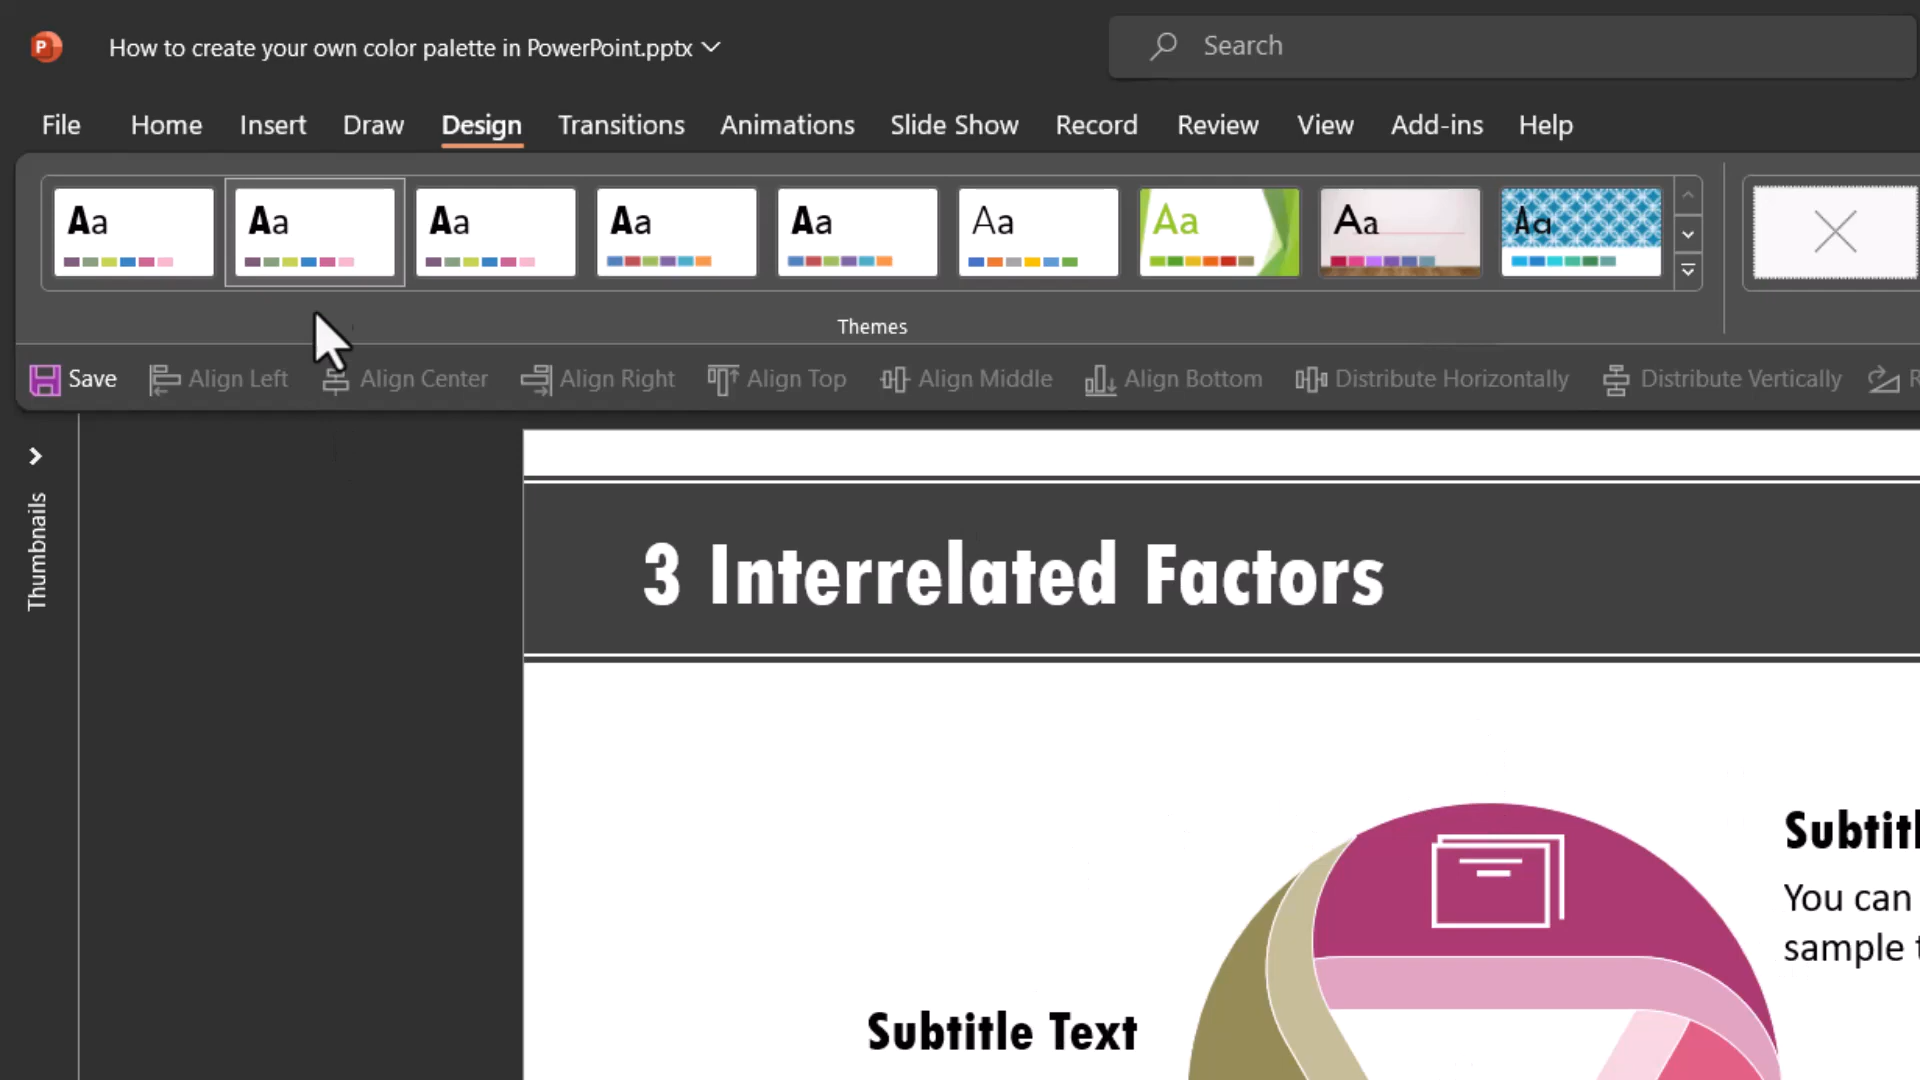 P How to create your own color palette in PowerPoint.pptx
Search
File Home Insert Draw Design Transitions Animations Slide Show Record Review View Add-ins Help
Aa Aa Aa Aa Aa Aa Aa Aa Aa
Themes
Save Align Left Align Center Align Right Align Top Align Middle Align Bottom Distribute Horizontally Distribute Vertically
Thumbnails
3 Interrelated Factors
You can
sample
Subtitle Text